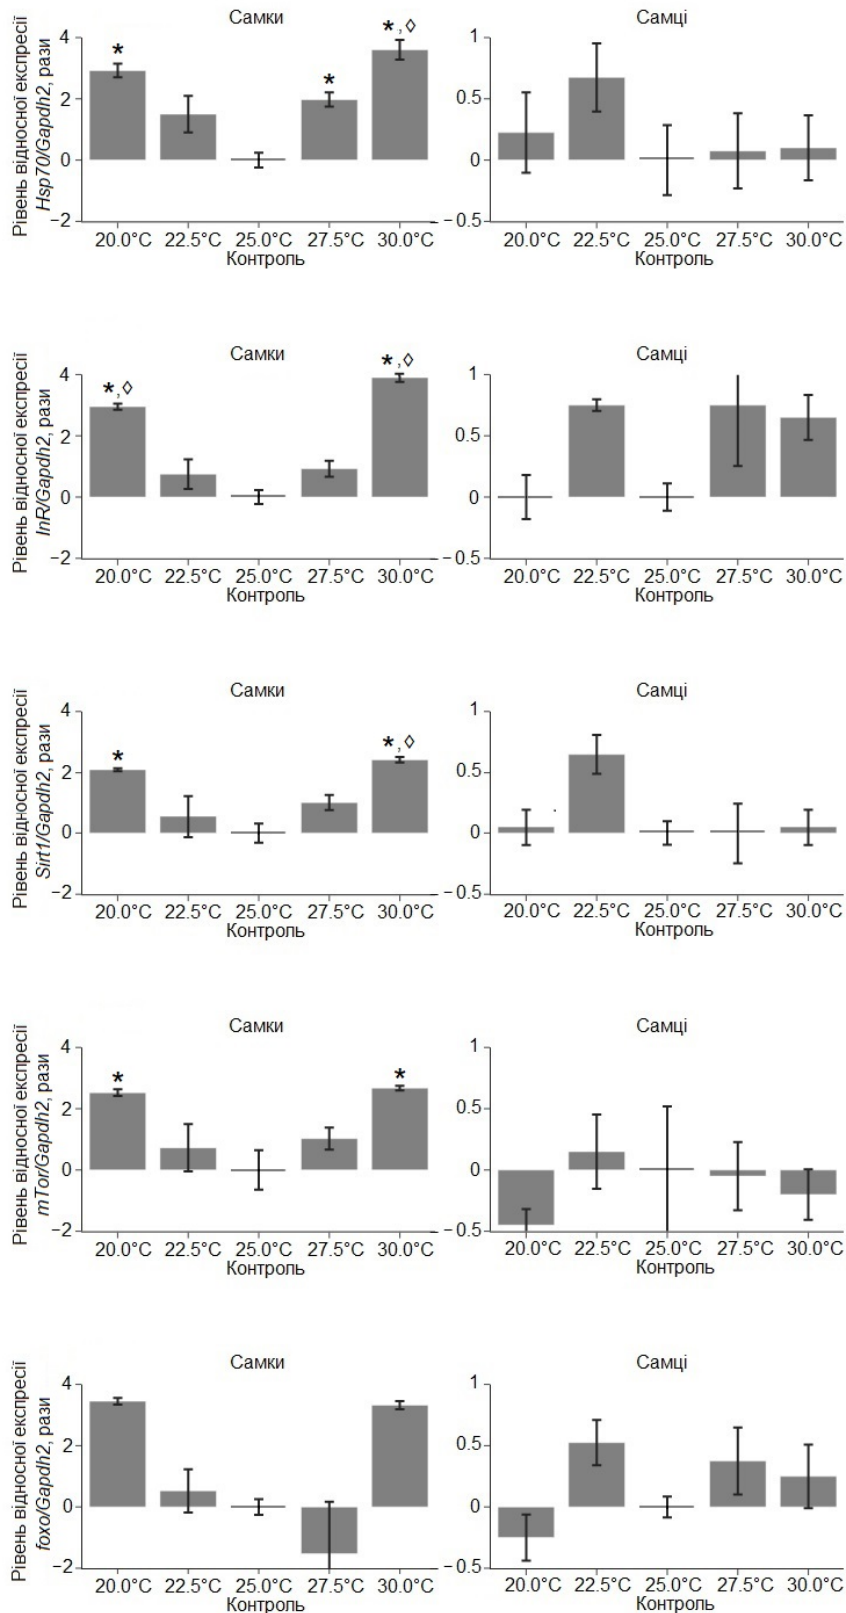 Самки
Самці
Рівень відносної експресії
Hsp70/Gapdh2, рази
4
2
0
−2
*
*
*,◊
20.0°C 22.5°C 25.0°C 27.5°C 30.0°C
Контроль
1
0.5
0
−0.5
20.0°C 22.5°C 25.0°C 27.5°C 30.0°C
Контроль
Самки
Самці
Рівень відносної експресії
InR/Gapdh2, рази
4
2
0
−2
*,◊
*,◊
20.0°C 22.5°C 25.0°C 27.5°C 30.0°C
Контроль
1
0.5
0
−0.5
20.0°C 22.5°C 25.0°C 27.5°C 30.0°C
Контроль
Самки
Самці
Рівень відносної експресії
Sirt1/Gapdh2, рази
4
2
0
−2
*
*,◊
20.0°C 22.5°C 25.0°C 27.5°C 30.0°C
Контроль
1
0.5
0
−0.5
20.0°C 22.5°C 25.0°C 27.5°C 30.0°C
Контроль
Самки
Самці
Рівень відносної експресії
mTor/Gapdh2, рази
4
2
0
−2
*
*
20.0°C 22.5°C 25.0°C 27.5°C 30.0°C
Контроль
1
0.5
0
−0.5
20.0°C 22.5°C 25.0°C 27.5°C 30.0°C
Контроль
Самки
Самці
Рівень відносної експресії
foxo/Gapdh2, рази
4
2
0
−2
20.0°C 22.5°C 25.0°C 27.5°C 30.0°C
Контроль
1
0.5
0
−0.5
20.0°C 22.5°C 25.0°C 27.5°C 30.0°C
Контроль